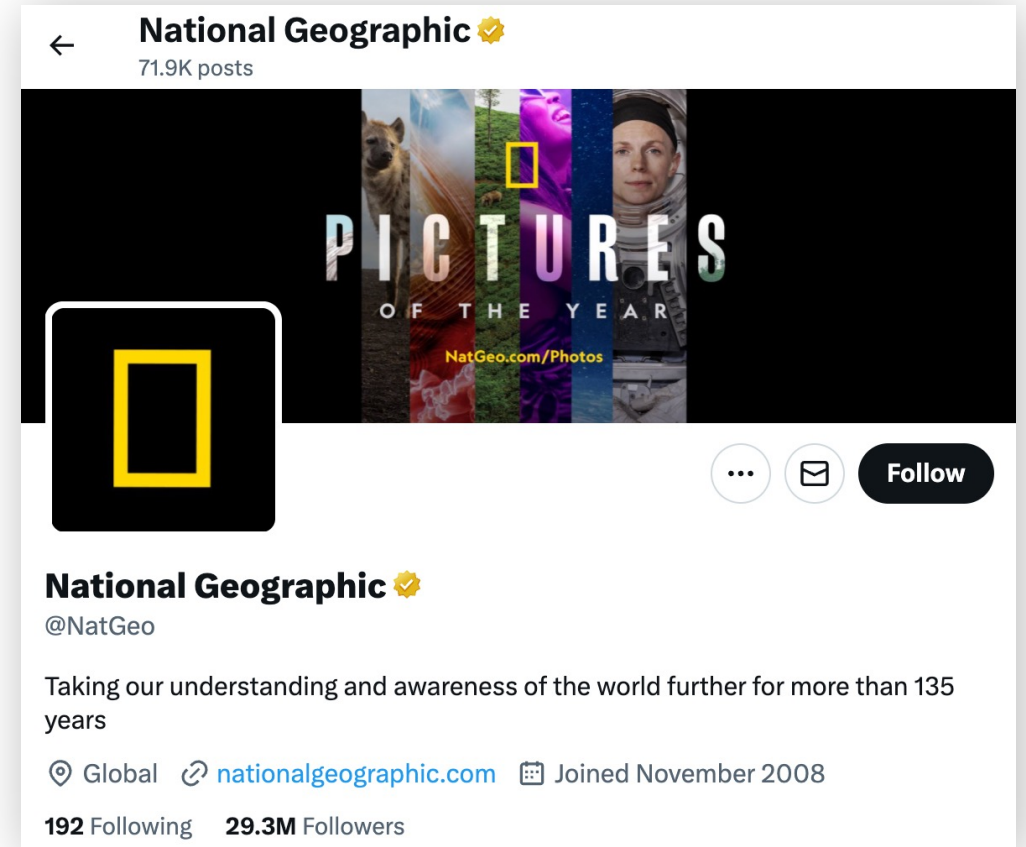 National Geographic
71.9K posts
PICTURES
OF THE YEAR
NatGeo.com/Photos
Follow
National Geographic
@NatGeo
Taking our understanding and awareness of the world further for more than 135
years
Global nationalgeographic.com Joined November 2008
192 Following 29.3M Followers